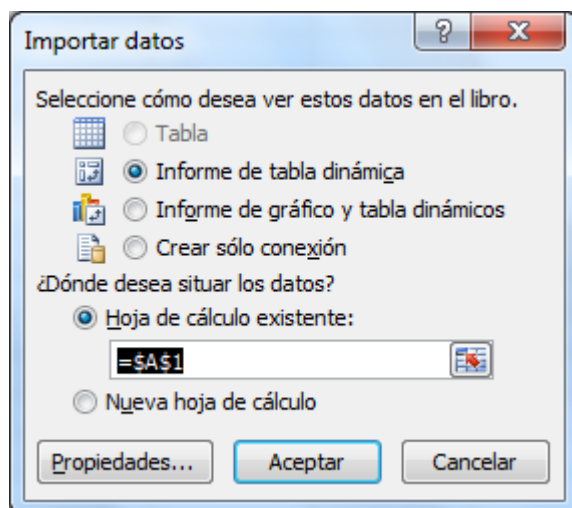 Importar datos
Seleccione cómo desea ver estos datos en el libro.
Tabla
Informe de tabla dinámica
Informe de gráfico y tabla dinámicos
Crear sólo conexión
¿Dónde desea situar los datos?
Hoja de cálculo existente:
=$A$1
Nueva hoja de cálculo
Propiedades... Aceptar Cancelar